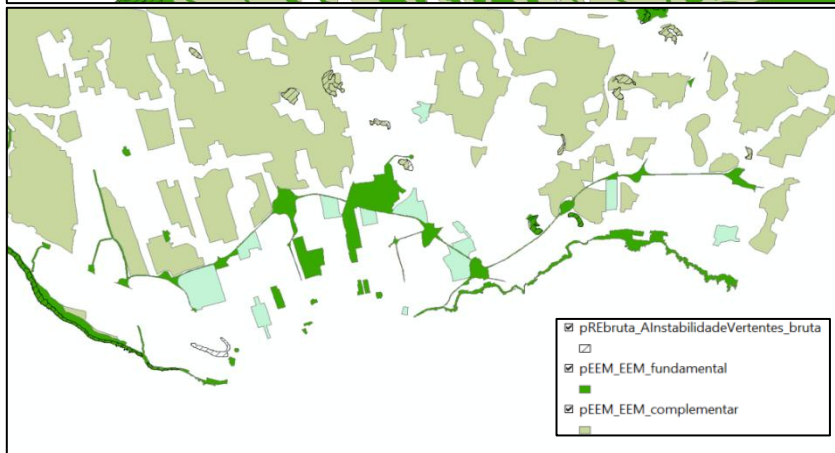 pREbruta_AInstabilidadeVertentes_bruta
pEEM_EEM_fundamental
pEEM_EEM_complementar